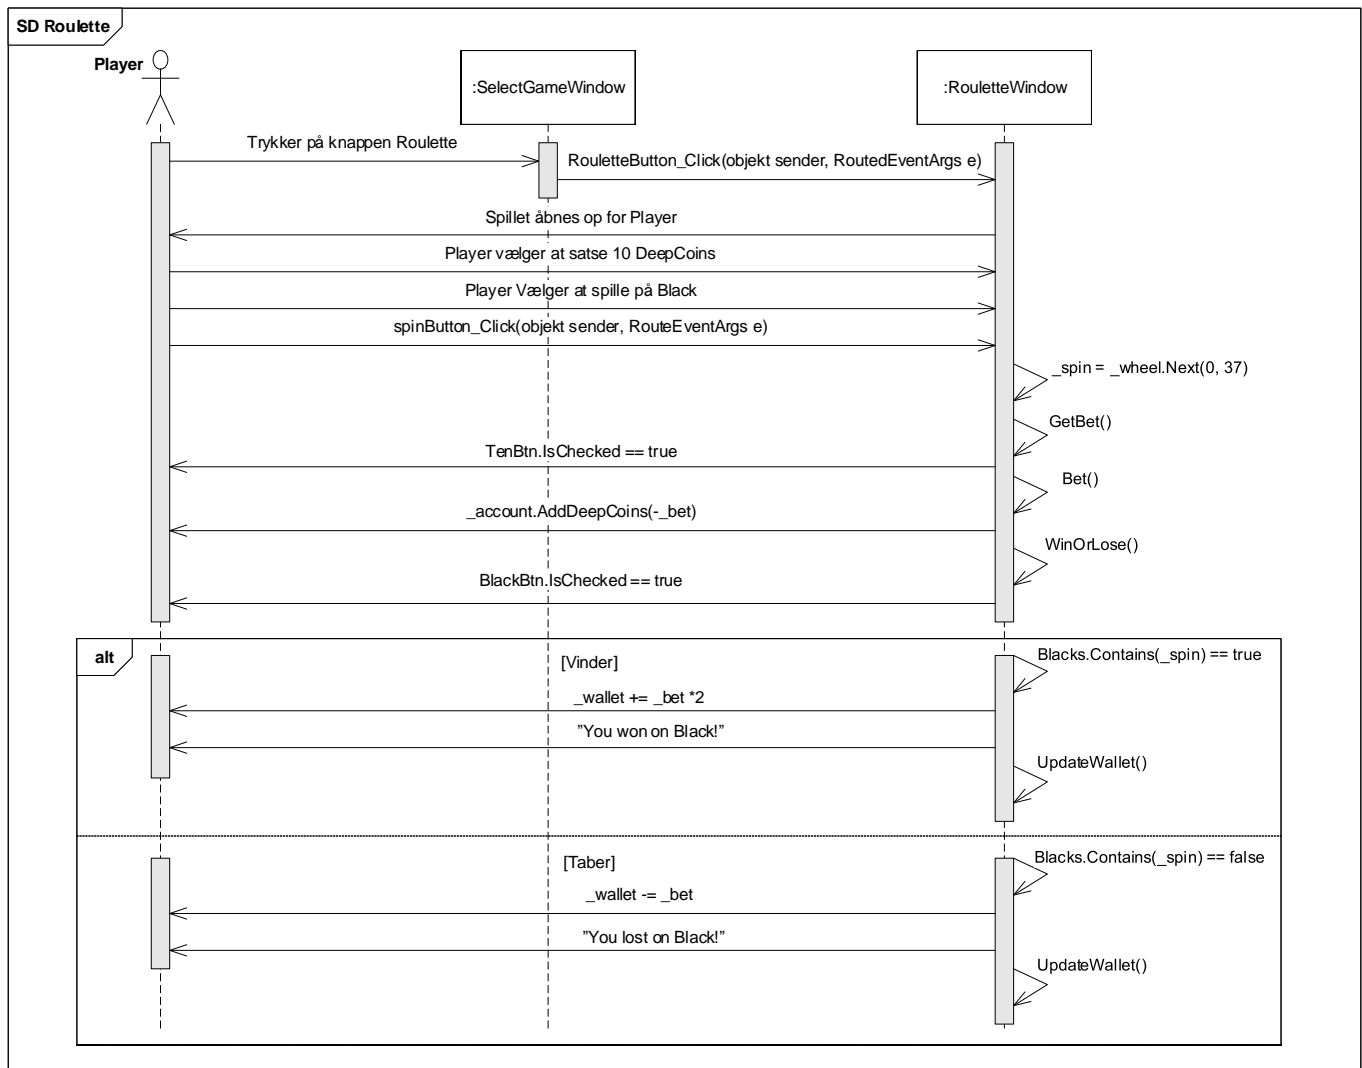 SD Roulette
Player
:SelectGameWindow
:RouletteWindow
Trykker på knappen Roulette
RouletteButton_Click(objekt sender, RoutedEventArgs e)
Spillet åbnes op for Player
Player vælger at satse 10 DeepCoins
Player Vælger at spille på Black
spinButton_Click(objekt sender, RouteEventArgs e)
_spin = _wheel.Next(0, 37)
GetBet()
TenBtn.IsChecked == true
Bet()
_account.AddDeepCoins(-_bet)
WinOrLose()
BlackBtn.IsChecked == true
alt
[Vinder]
Blacks.Contains(_spin) == true
_wallet += _bet *2
”You won on Black!”
UpdateWallet()
[Taber]
Blacks.Contains(_spin) == false
_wallet -= _bet
”You lost on Black!”
UpdateWallet()